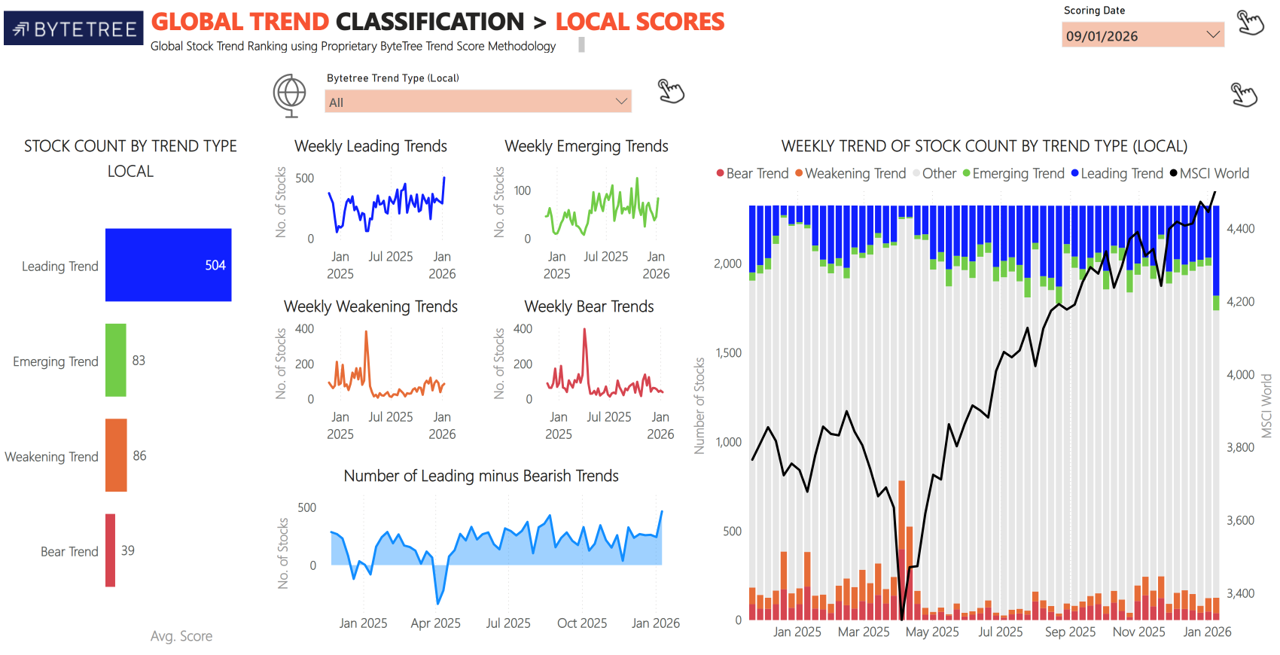 BYTETREE
GLOBAL TREND CLASSIFICATION > LOCAL SCORES
Global Stock Trend Ranking using Proprietary ByteTree Trend Score Methodology
Scoring Date
09/01/2026
Bytetree Trend Type (Local)
All
STOCK COUNT BY TREND TYPE
LOCAL
Leading Trend
504
Emerging Trend
83
Weakening Trend
86
Bear Trend
39
Avg. Score
Weekly Leading Trends
No. of Stocks
500
0
Jan
2025
Jul 2025
Jan
2026
Weekly Emerging Trends
No. of Stocks
100
0
Jan
2025
Jul 2025
Jan
2026
Weekly Weakening Trends
No. of Stocks
400
200
0
Jan
2025
Jul 2025
Jan
2026
Weekly Bear Trends
No. of Stocks
400
200
0
Jan
2025
Jul 2025
Jan
2026
Number of Leading minus Bearish Trends
No. of Stocks
500
0
Jan 2025
Apr 2025
Jul 2025
Oct 2025
Jan 2026
WEEKLY TREND OF STOCK COUNT BY TREND TYPE (LOCAL)
Bear Trend
Weakening Trend
Other
Emerging Trend
Leading Trend
MSCI World
Number of Stocks
2,000
1,500
1,000
500
0
MSCI World
4,400
4,200
4,000
3,800
3,600
3,400
Jan 2025
Mar 2025
May 2025
Jul 2025
Sep 2025
Nov 2025
Jan 2026